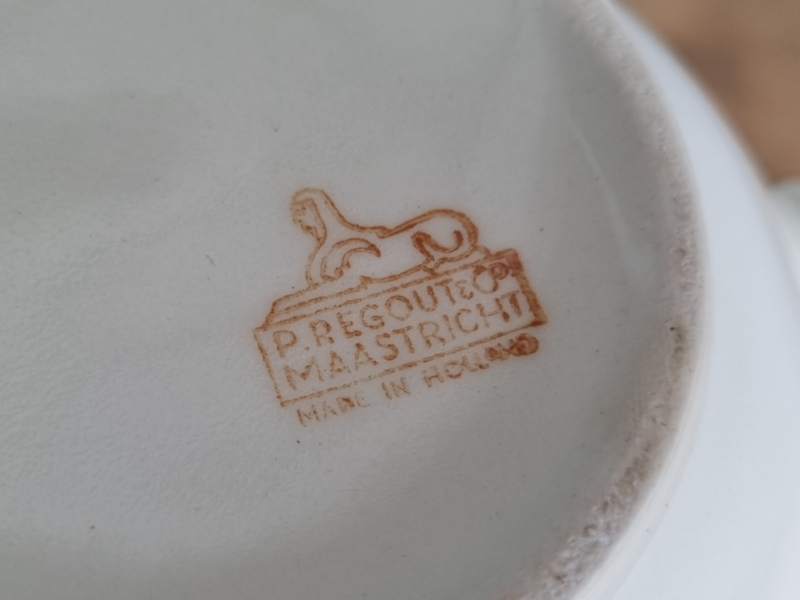 P. REGOUT & Co.
MAASTRICHT
MADE IN HOLLAND